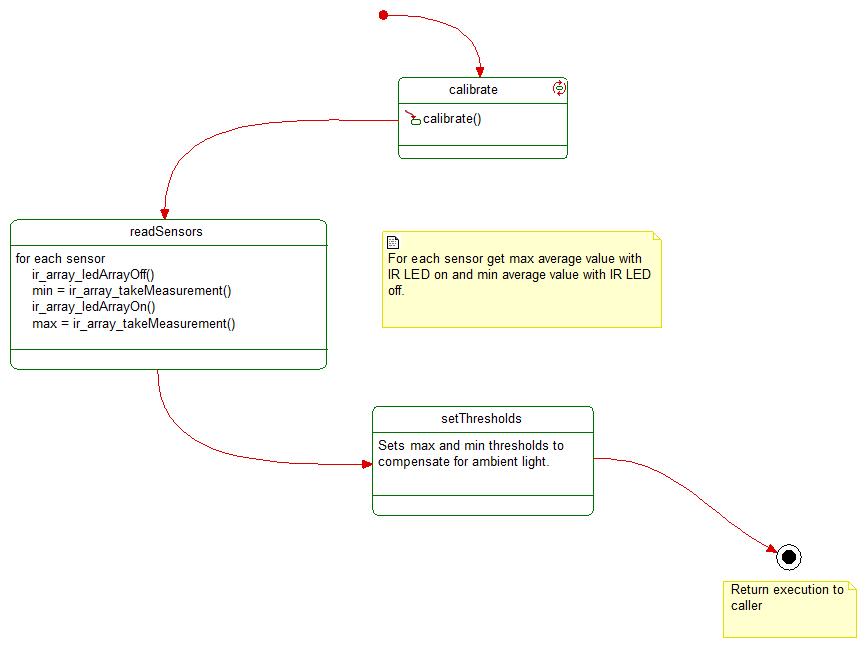 calibrate
calibrate()
readSensors
for each sensor
ir_array_ledArrayOff()
min = ir_array_takeMeasurement()
ir_array_ledArrayOn()
max = ir_array_takeMeasurement()
For each sensor get max average value with
IR LED on and min average value with IR LED
off.
setThresholds
Sets max and min thresholds to
compensate for ambient light.
Return execution to
caller